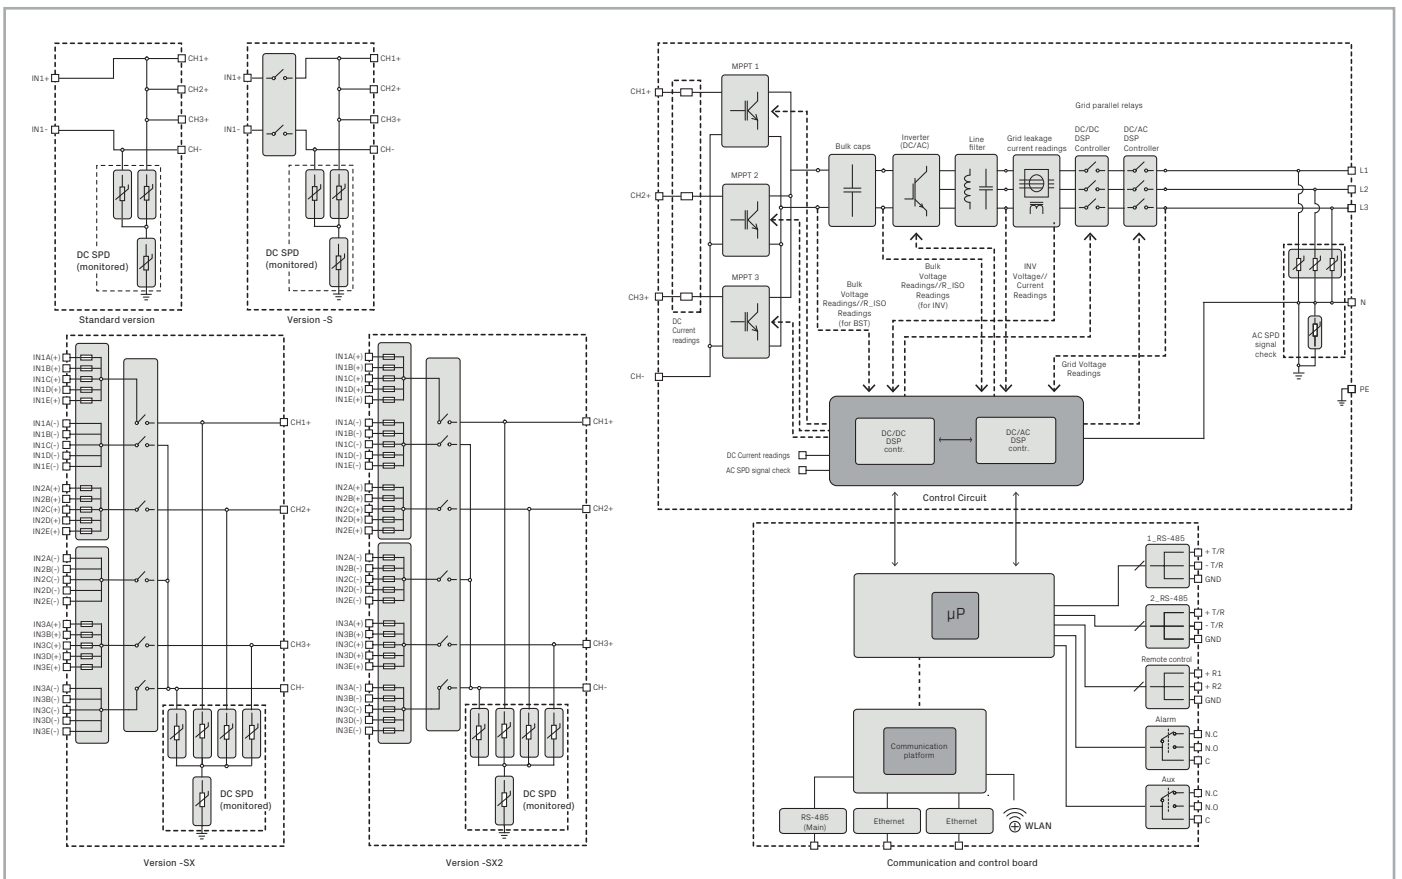 IN1+
IN1-
CH1+
CH2+
CH3+
CH-
DC SPD
(monitored)
Standard version
IN1+
IN1-
CH1+
CH2+
CH3+
CH-
DC SPD
(monitored)
Version -S
IN1A(+)
IN1B(+)
IN1C(+)
IN1D(+)
IN1E(+)
IN1A(-)
IN1B(-)
IN1C(-)
IN1D(-)
IN1E(-)
IN2A(+)
IN2B(+)
IN2C(+)
IN2D(+)
IN2E(+)
IN2A(-)
IN2B(-)
IN2C(-)
IN2D(-)
IN2E(-)
IN3A(+)
IN3B(+)
IN3C(+)
IN3D(+)
IN3E(+)
IN3A(-)
IN3B(-)
IN3C(-)
IN3D(-)
IN3E(-)
CH1+
CH2+
CH3+
CH-
DC SPD
(monitored)
Version -SX
IN1A(+)
IN1B(+)
IN1C(+)
IN1D(+)
IN1E(+)
IN1A(-)
IN1B(-)
IN1C(-)
IN1D(-)
IN1E(-)
IN2A(+)
IN2B(+)
IN2C(+)
IN2D(+)
IN2E(+)
IN2A(-)
IN2B(-)
IN2C(-)
IN2D(-)
IN2E(-)
IN3A(+)
IN3B(+)
IN3C(+)
IN3D(+)
IN3E(+)
IN3A(-)
IN3B(-)
IN3C(-)
IN3D(-)
IN3E(-)
CH1+
CH2+
CH3+
CH-
DC SPD
(monitored)
Version -SX2
CH1+
CH2+
CH3+
CH-
DC
Current
readings
MPPT 1
MPPT 2
MPPT 3
Bulk caps
Inverter
(DC/AC)
Line
filter
Grid leakage
current readings
Grid parallel relays
DC/DC
DSP
Controller
DC/AC
DSP
Controller
L1
L2
L3
N
PE
AC SPD
signal
check
Bulk
Voltage
Readings//R_ISO
Readings
(for BST)
Bulk
Voltage
Readings//R_ISO
Readings
(for INV)
INV
Voltage//
Current
Readings
Grid Voltage
Readings
DC/DC
DSP
contr.
DC/AC
DSP
contr.
DC Current readings
AC SPD signal check
Control Circuit
µP
Communication
platform
RS-485
(Main)
Ethernet
Ethernet
WLAN
1_RS-485
+ T/R
- T/R
GND
2_RS-485
+ T/R
- T/R
GND
Remote control
+ R1
+ R2
GND
Alarm
N.C
N.O
C
Aux
N.C
N.O
C
Communication and control board